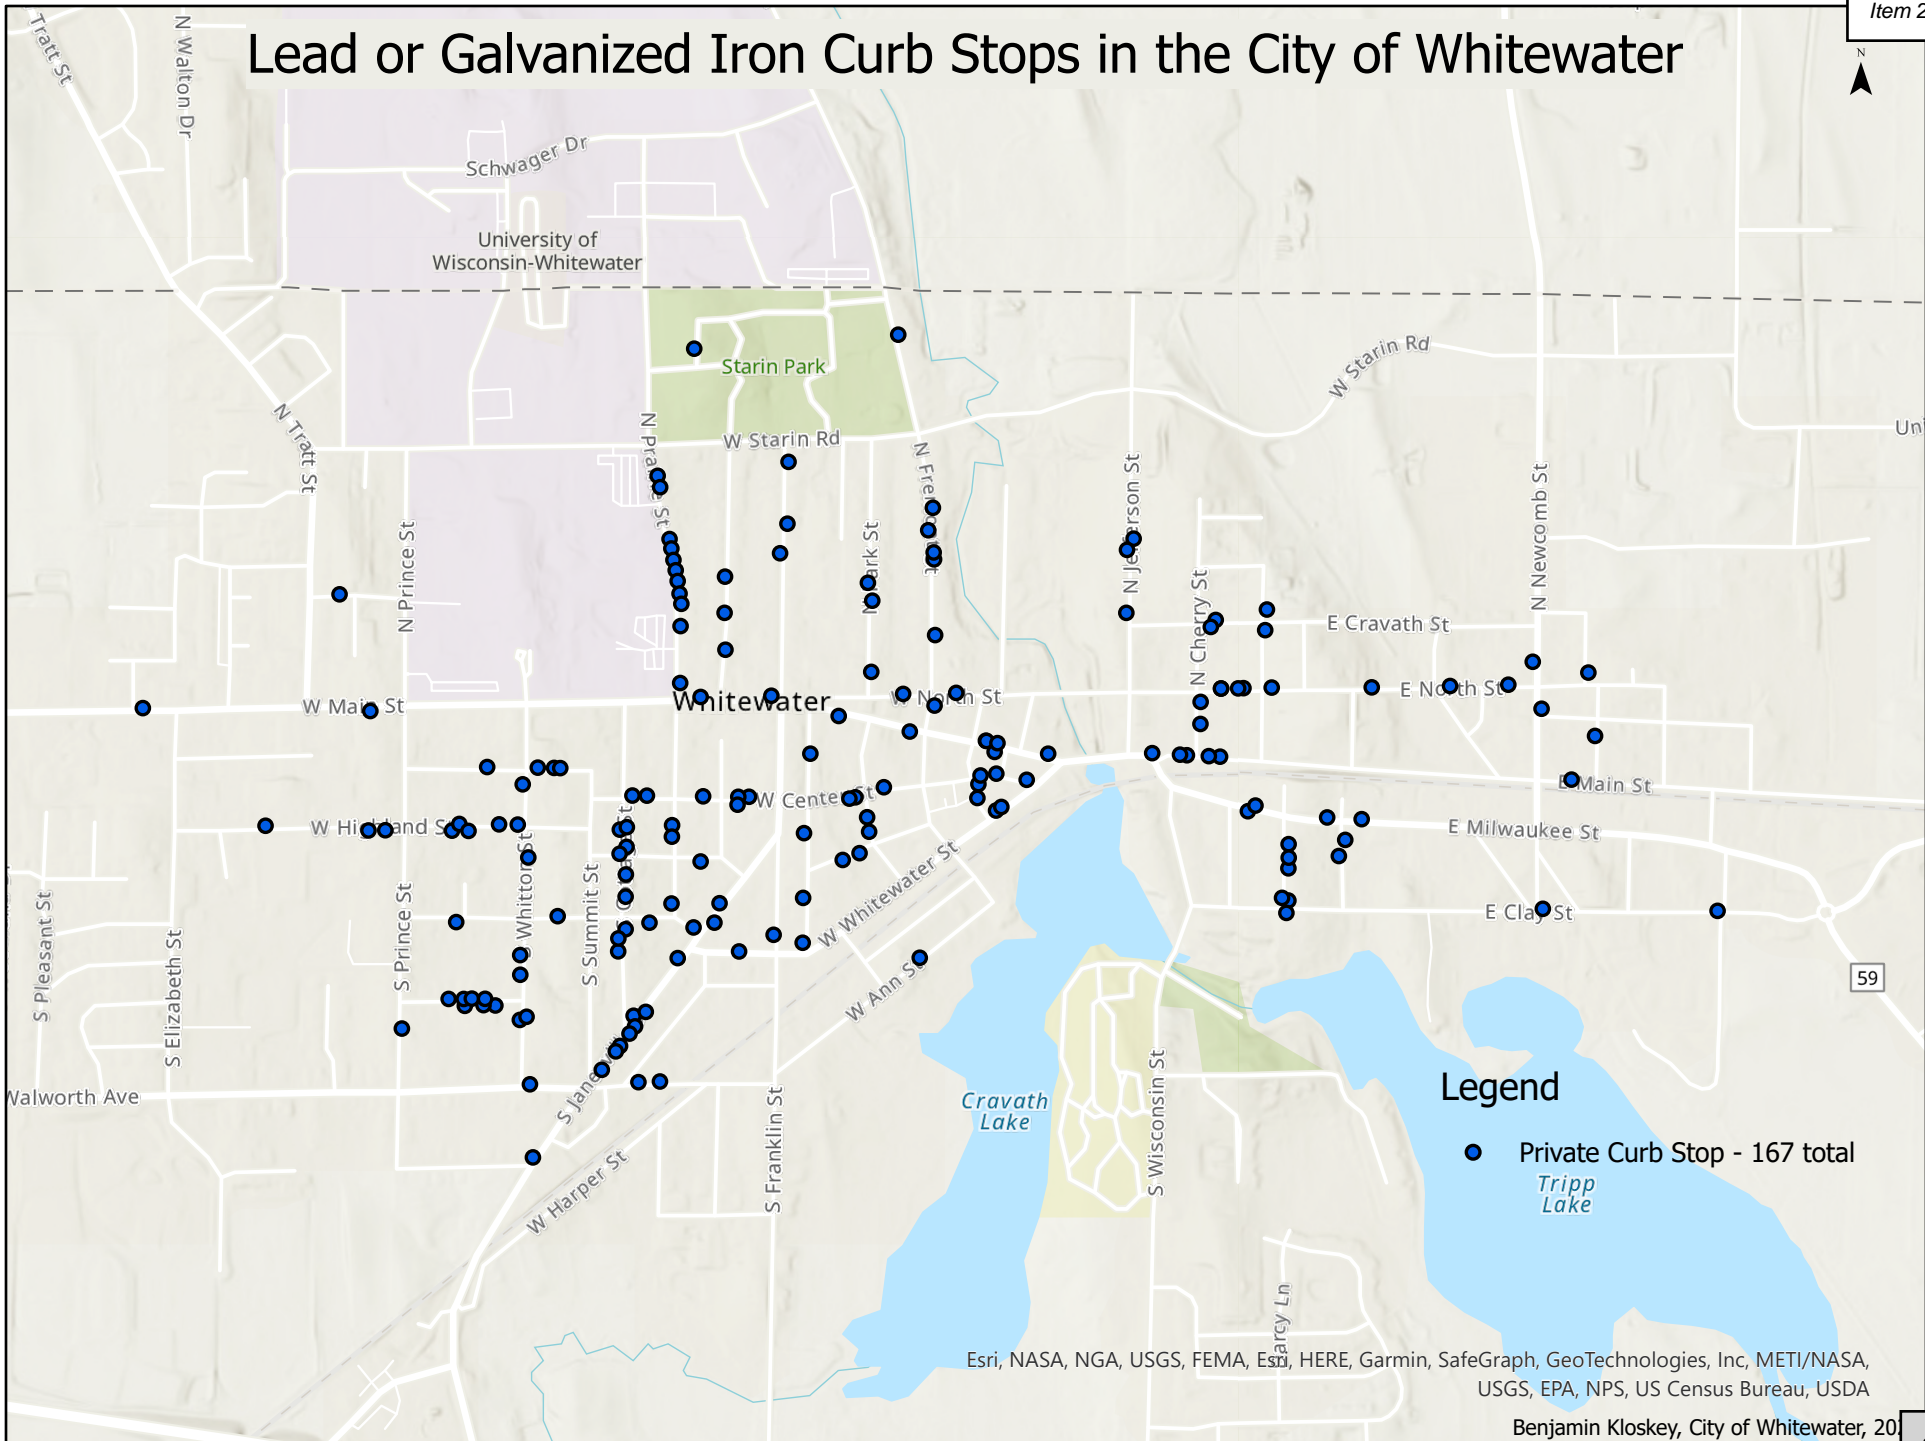 Item 2
Lead or Galvanized Iron Curb Stops in the City of Whitewater
N
Tratt St
N Walton Dr
Schwager Dr
University of
Wisconsin-Whitewater
Starin Park
W Starin Rd
W Starin Rd
N Tratt St
N Prince St
N Fremont St
N Jefferson St
N Cherry St
N Newcomb St
E Cravath St
W Main St
Whitewater
W North St
E North St
W Center St
E Main St
W Highland St
E Milwaukee St
S Pleasant St
S Elizabeth St
S Prince St
S Whitton St
S Summit St
W Whitewater St
E Clay St
W Ann St
59
Walworth Ave
W Harper St
S Franklin St
Cravath
Lake
S Wisconsin St
Legend
Private Curb Stop - 167 total
Tripp
Lake
Darcy Ln
Esri, NASA, NGA, USGS, FEMA, Esri, HERE, Garmin, SafeGraph, GeoTechnologies, Inc, METI/NASA,
USGS, EPA, NPS, US Census Bureau, USDA
Benjamin Kloskey, City of Whitewater,